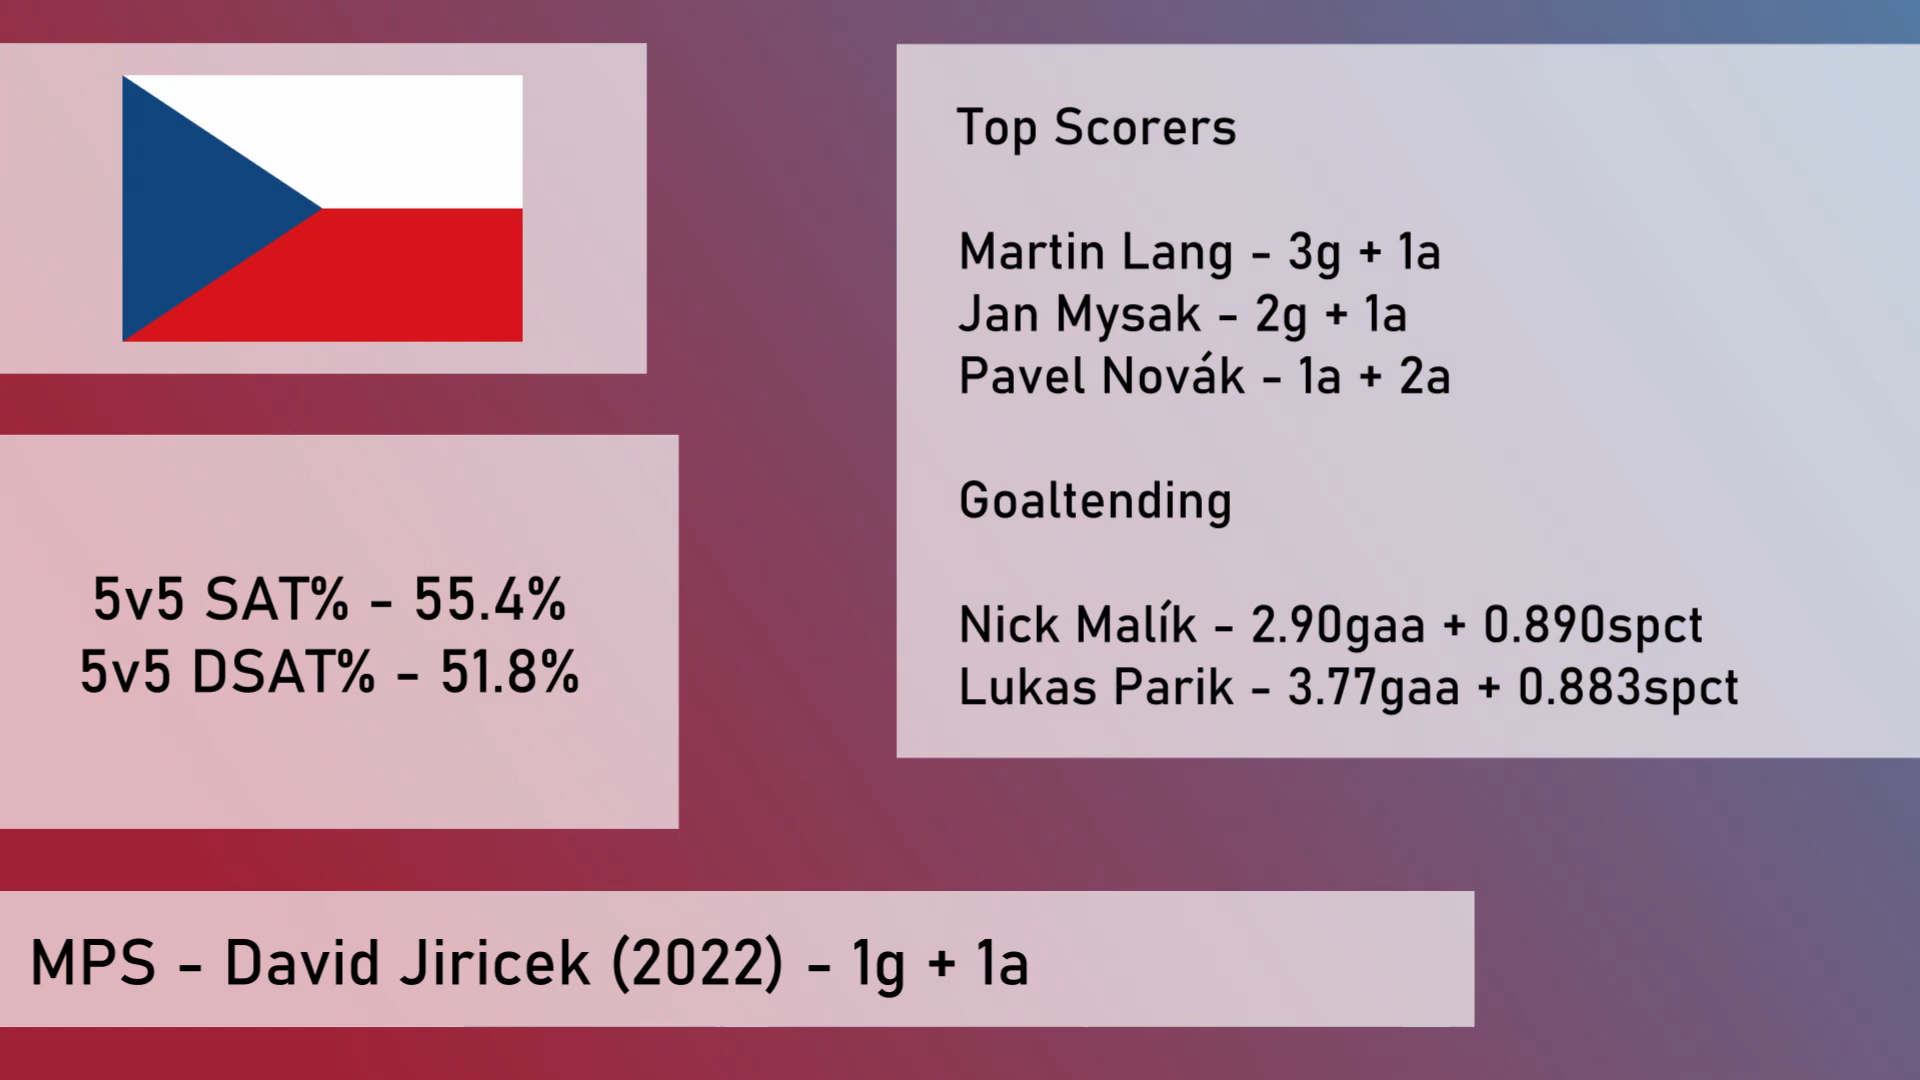 Top Scorers
Martin Lang - 3g + 1a
Jan Mysak - 2g + 1a
Pavel Novák - 1a + 2a
Goaltending
Nick Malík - 2.90gaa + 0.890spct
Lukas Parik - 3.77gaa + 0.883spct
5v5 SAT% - 55.4%
5v5 DSAT% - 51.8%
MPS - David Jiricek (2022) - 1g + 1a